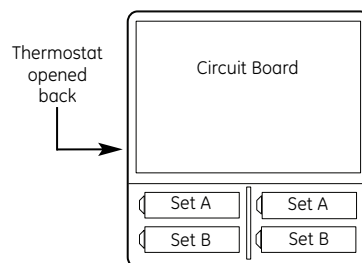 Thermostat
opened
back
Circuit Board
Set A Set A
Set B Set B